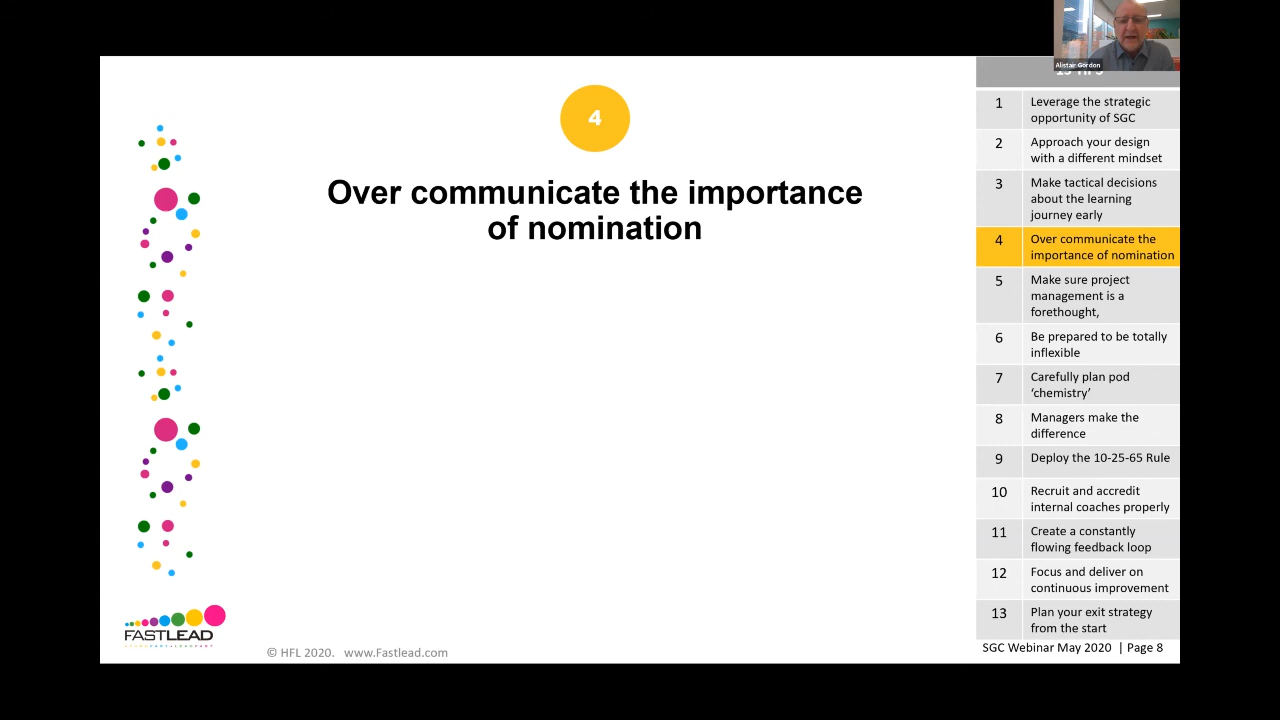 Alistair Gordon
4
Over communicate the importance
of nomination
1 Leverage the strategic
opportunity of SGC
2 Approach your design
with a different mindset
3 Make tactical decisions
about the learning
journey early
4 Over communicate the
importance of nomination
5 Make sure project
management is a
forethought,
6 Be prepared to be totally
inflexible
7 Carefully plan pod
‘chemistry’
8 Managers make the
difference
9 Deploy the 10-25-65 Rule
10 Recruit and accredit
internal coaches properly
11 Create a constantly
flowing feedback loop
12 Focus and deliver on
continuous improvement
13 Plan your exit strategy
from the start
FASTLEAD
© HFL 2020. www.Fastlead.com
SGC Webinar May 2020 | Page 8